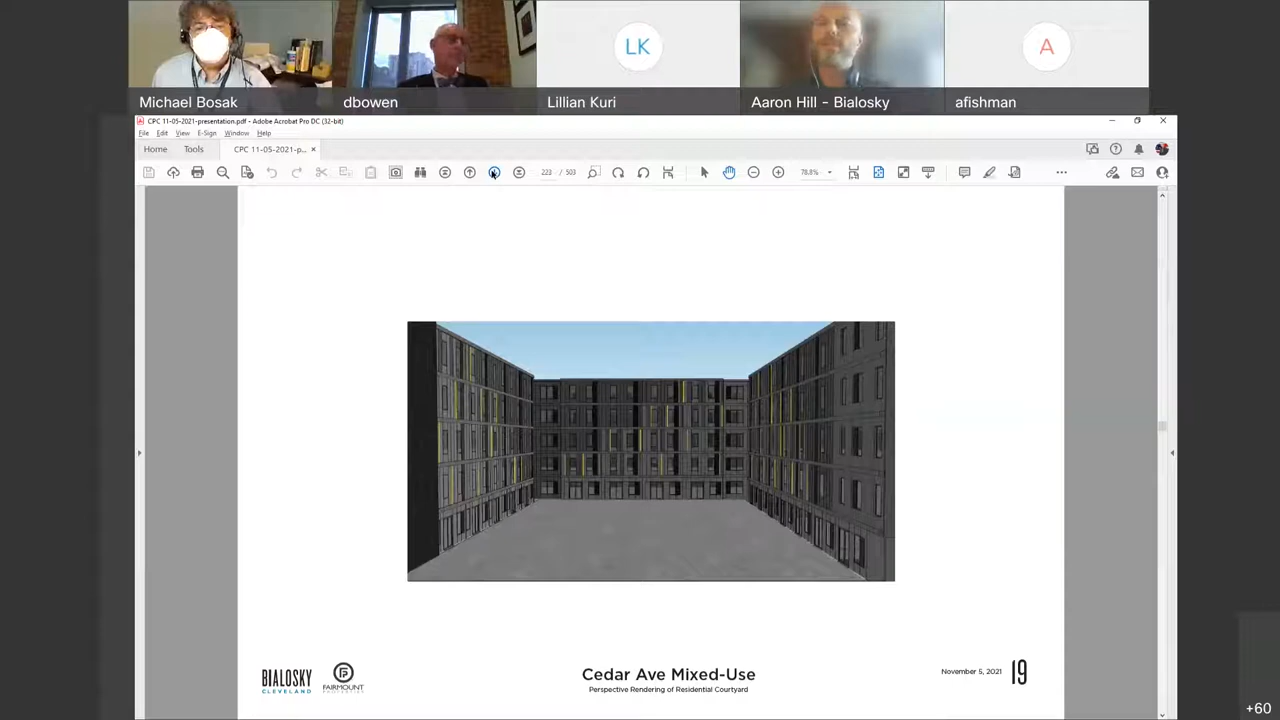 LK
A
Michael Bosak
dbowen
Lillian Kuri
Aaron Hill - Bialosky
afishman
CPC 11-05-2021-presentation.pdf - Adobe Acrobat Pro DC (32-bit)
File Edit View E-Sign Window Help
Home Tools CPC 11-05-2021-p... ×
223 / 503 78.8%
BIALOSKY
CLEVELAND
FAIRMOUNT
PROPERTIES
Cedar Ave Mixed-Use
Perspective Rendering of Residential Courtyard
November 5, 2021 19
+60